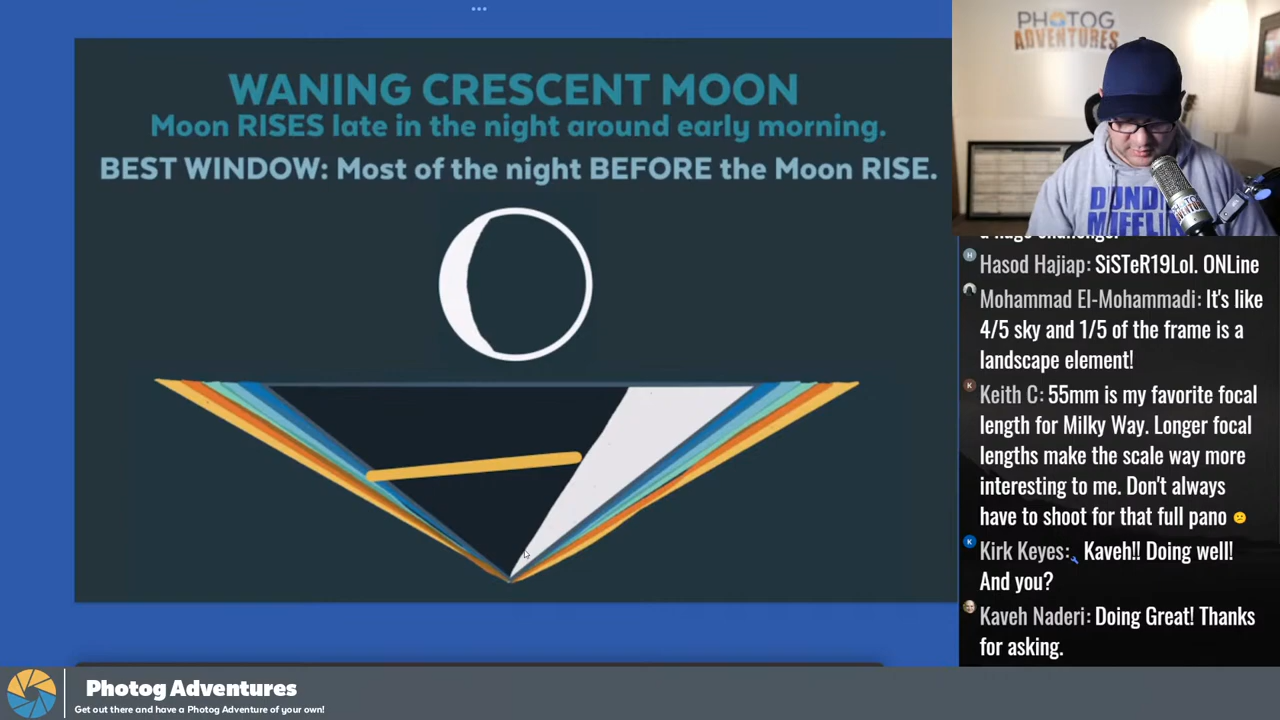 WANING CRESCENT MOON
Moon RISES late in the night around early morning.
BEST WINDOW: Most of the night BEFORE the Moon RISE.
PHOTOG
ADVENTURES
MIFFLIN
Hasod Hajiap: SiSTeR19Lol. ONLine
Mohammad El-Mohammadi: It's like
4/5 sky and 1/5 of the frame is a
landscape element!
Keith C: 55mm is my favorite focal
length for Milky Way. Longer focal
lengths make the scale way more
interesting to me. Don't always
have to shoot for that full pano 😕
Kirk Keyes: Kaveh!! Doing well!
And you?
Kaveh Naderi: Doing Great! Thanks
for asking.
Photog Adventures
Get out there and have a Photog Adventure of your own!